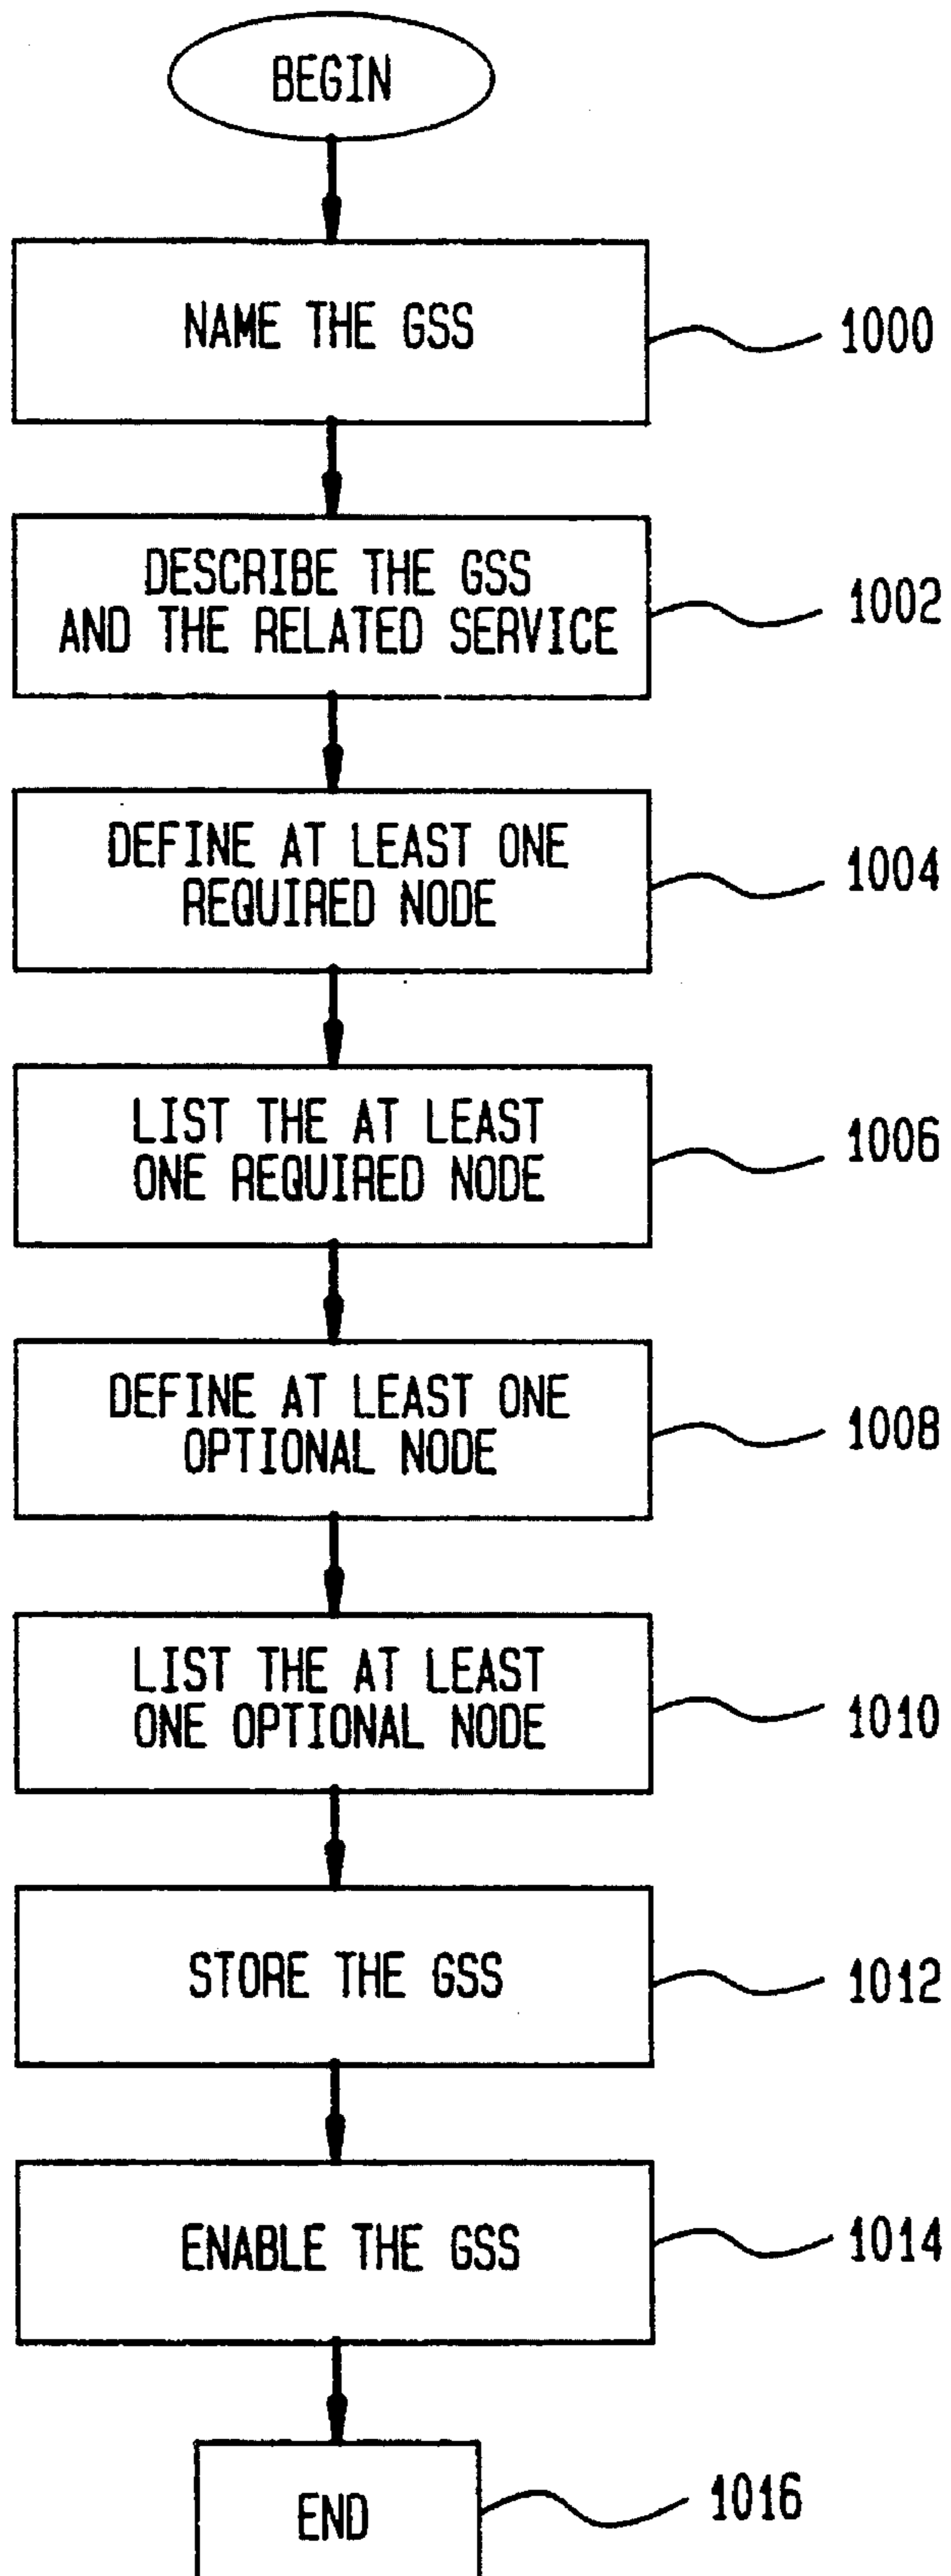 BEGIN
NAME THE GSS
1000
DESCRIBE THE GSS
AND THE RELATED SERVICE
1002
DEFINE AT LEAST ONE
REQUIRED NODE
1004
LIST THE AT LEAST
ONE REQUIRED NODE
1006
DEFINE AT LEAST ONE
OPTIONAL NODE
1008
LIST THE AT LEAST
ONE OPTIONAL NODE
1010
STORE THE GSS
1012
ENABLE THE GSS
1014
END
1016